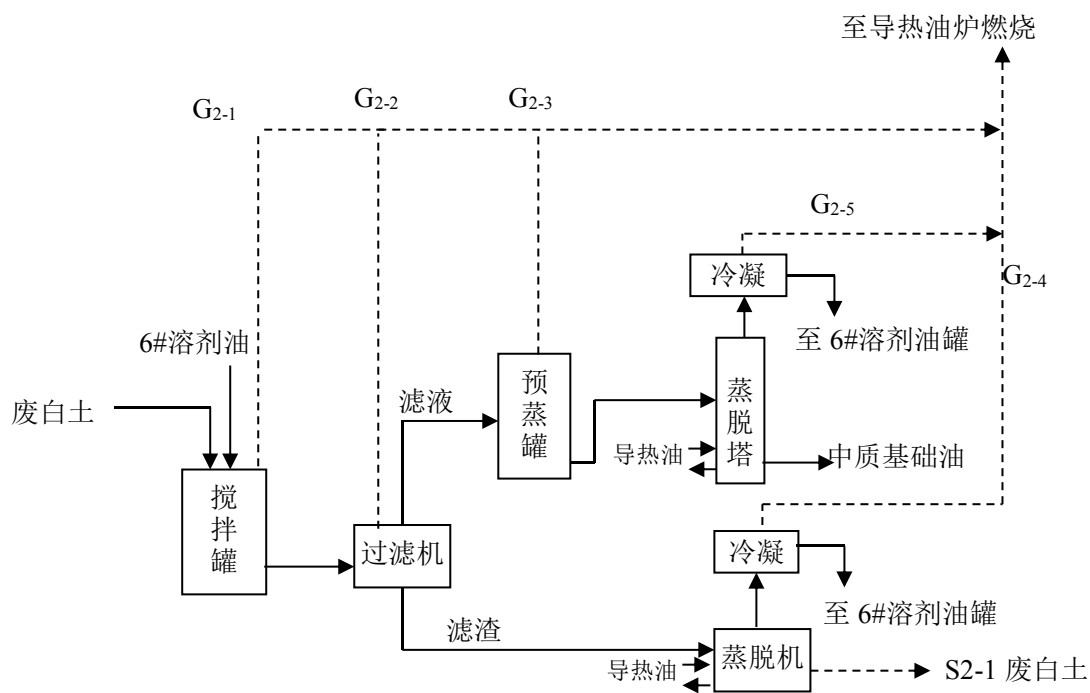 至导热油炉燃烧
G2-1
G2-2
G2-3
G2-5
冷凝
G2-4
6#溶剂油
至 6#溶剂油罐
废白土
滤液
预蒸罐
蒸脱塔
导热油
中质基础油
搅拌罐
过滤机
冷凝
至 6#溶剂油罐
滤渣
导热油
蒸脱机
S2-1 废白土